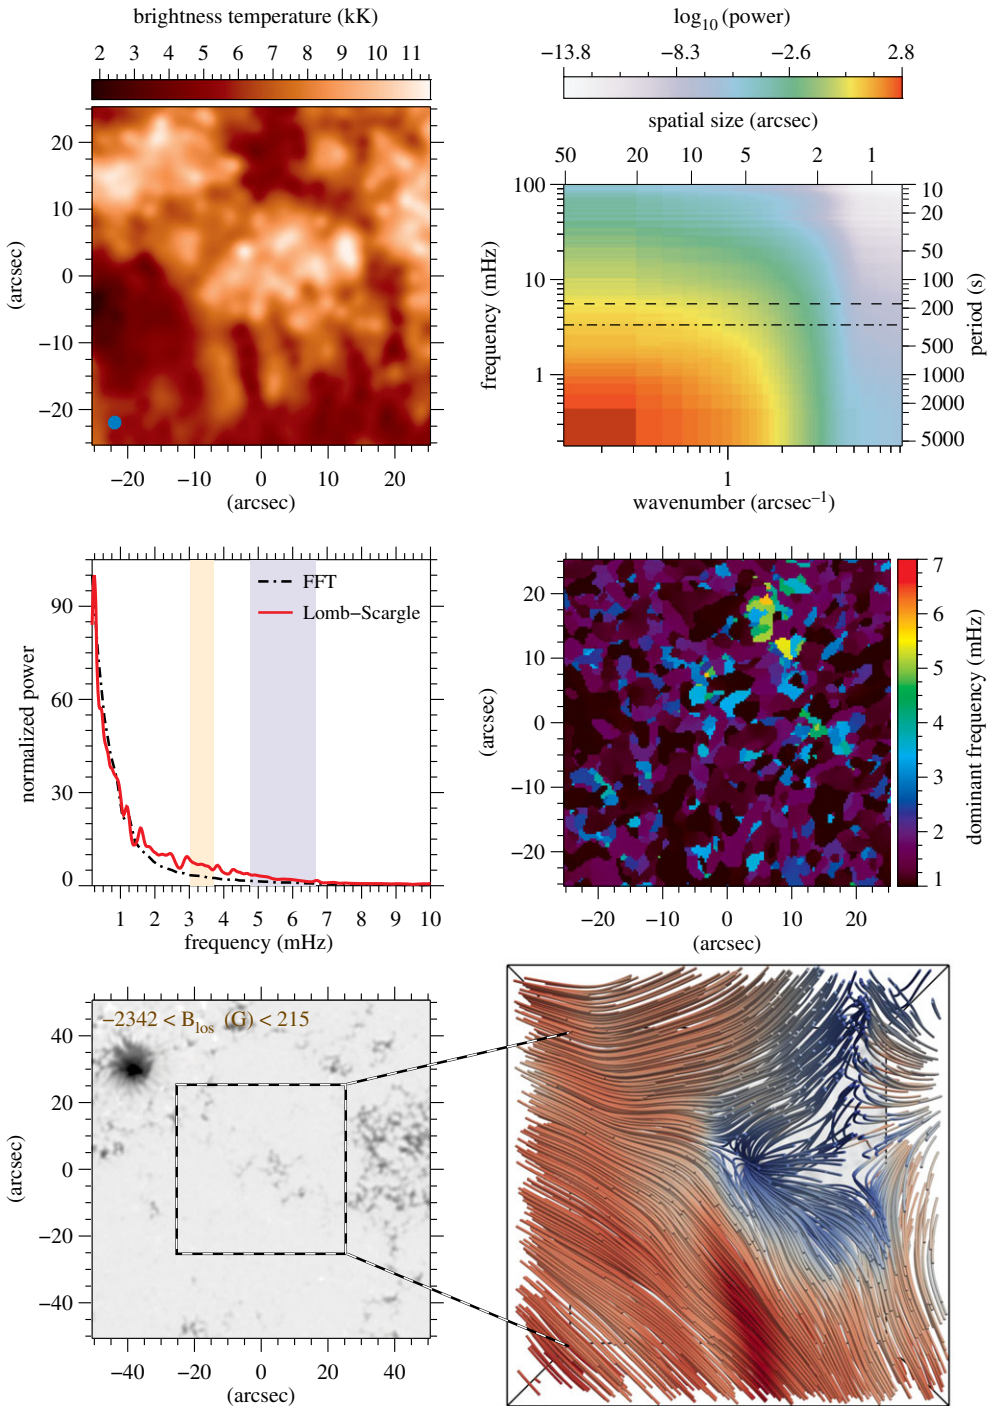 brightness temperature (kK)
2 3 4 5 6 7 8 9 10 11
20
10
0
−10
−20
(arcsec)
−20 −10 0 10 20
(arcsec)
log10 (power)
−13.8 −8.3 −2.6 2.8
spatial size (arcsec)
50 20 10 5 2 1
100
10
1
frequency (mHz)
10
20
50
100
200
500
1000
2000
5000
period (s)
1
wavenumber (arcsec−1)
90
60
30
0
normalized power
FFT
Lomb−Scargle
1 2 3 4 5 6 7 8 9 10
frequency (mHz)
20
10
0
−10
−20
(arcsec)
−20 −10 0 10 20
(arcsec)
7
6
5
4
3
2
1
dominant frequency (mHz)
−2342 < Blos (G) < 215
40
20
0
−20
−40
(arcsec)
−40 −20 0 20 40
(arcsec)